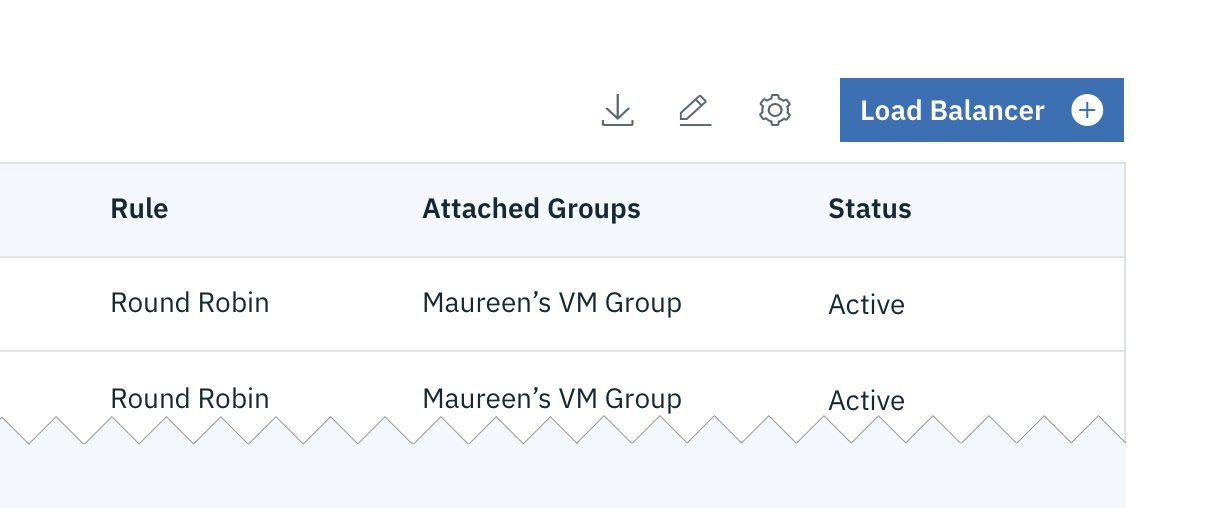 Load Balancer
Rule Attached Groups Status
Round Robin Maureen’s VM Group Active
Round Robin Maureen’s VM Group Active